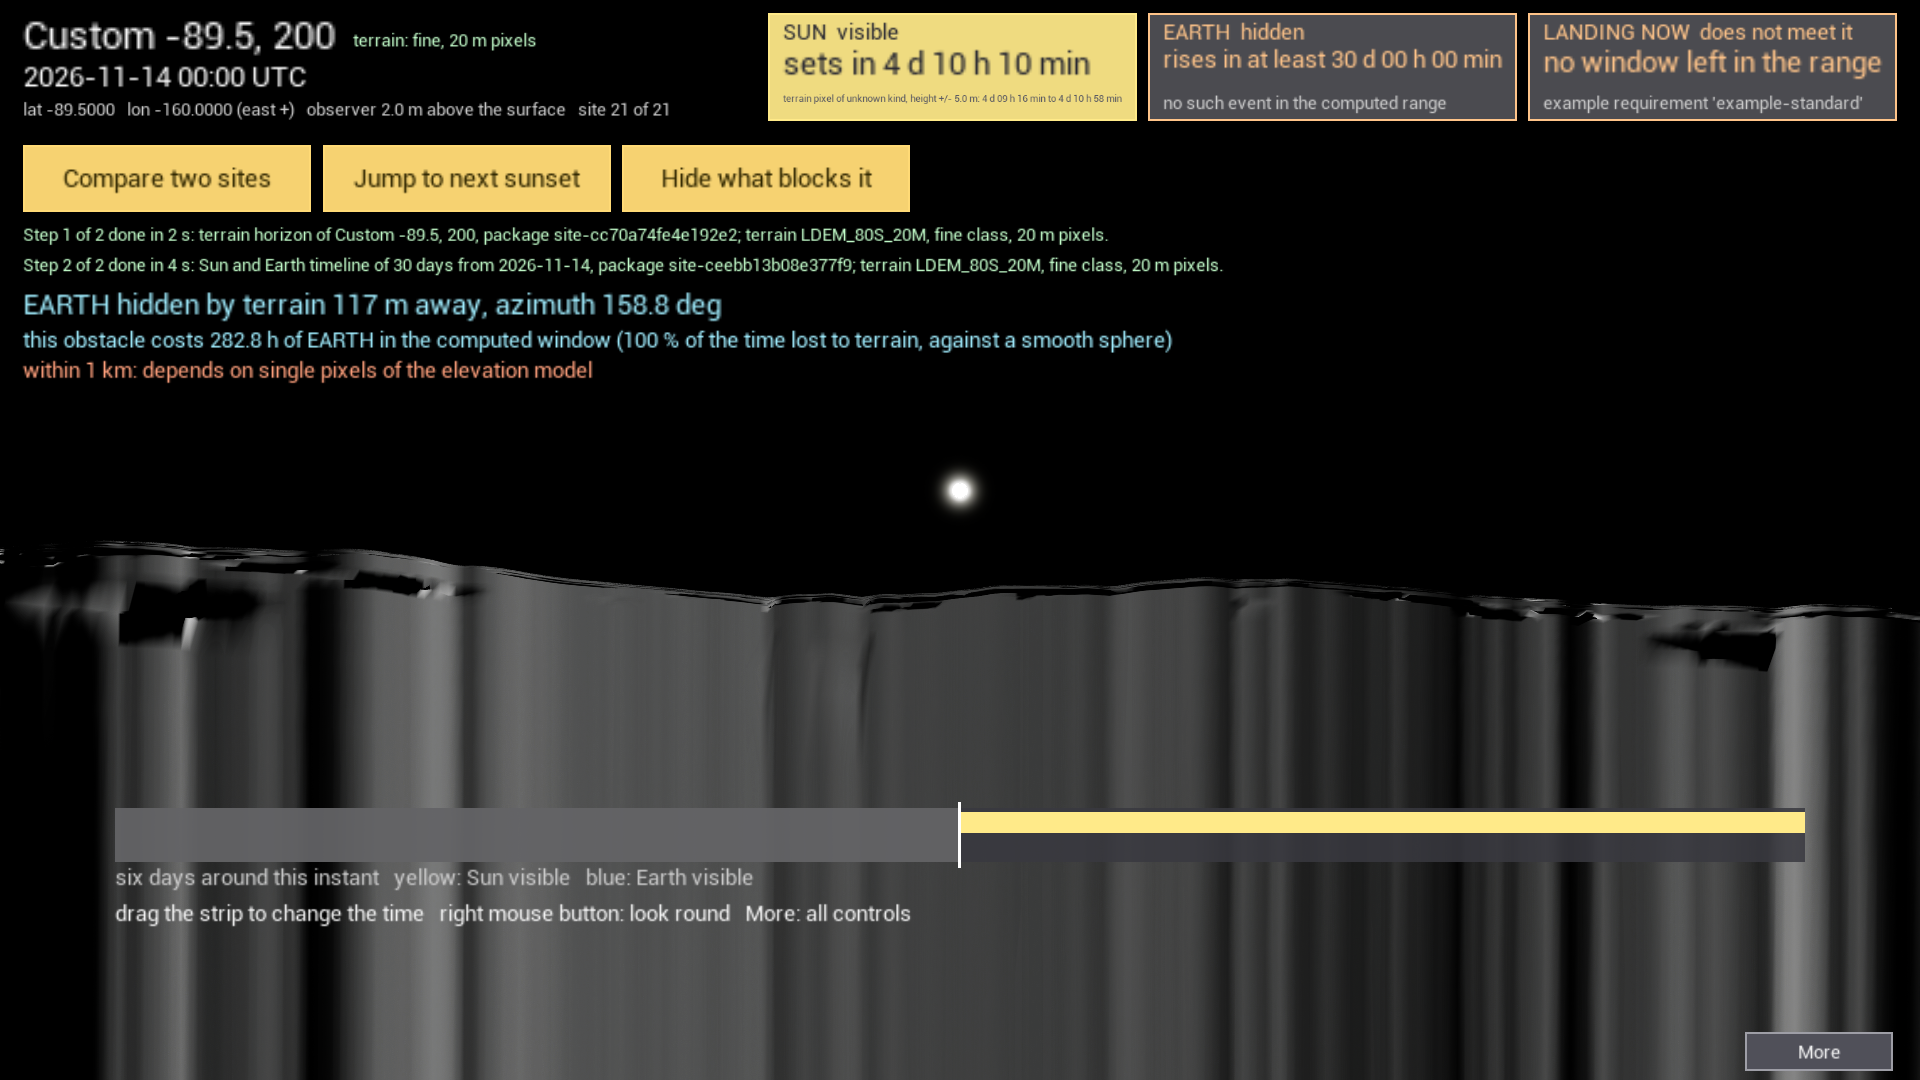 Custom -89.5, 200 terrain: fine, 20 m pixels
2026-11-14 00:00 UTC
lat -89.5000 lon -160.0000 (east +) observer 2.0 m above the surface site 21 of 21
SUN visible
sets in 4 d 10 h 10 min
terrain pixel of unknown kind, height +/- 5.0 m: 4 d 09 h 16 min to 4 d 10 h 58 min
EARTH hidden
rises in at least 30 d 00 h 00 min
no such event in the computed range
LANDING NOW does not meet it
no window left in the range
example requirement 'example-standard'
Compare two sites
Jump to next sunset
Hide what blocks it
Step 1 of 2 done in 2 s: terrain horizon of Custom -89.5, 200, package site-cc70a74fe4e192e2; terrain LDEM_80S_20M, fine class, 20 m pixels.
Step 2 of 2 done in 4 s: Sun and Earth timeline of 30 days from 2026-11-14, package site-ceebb13b08e377f9; terrain LDEM_80S_20M, fine class, 20 m pixels.
EARTH hidden by terrain 117 m away, azimuth 158.8 deg
this obstacle costs 282.8 h of EARTH in the computed window (100 % of the time lost to terrain, against a smooth sphere)
within 1 km: depends on single pixels of the elevation model
six days around this instant yellow: Sun visible blue: Earth visible
drag the strip to change the time right mouse button: look round More: all controls
More